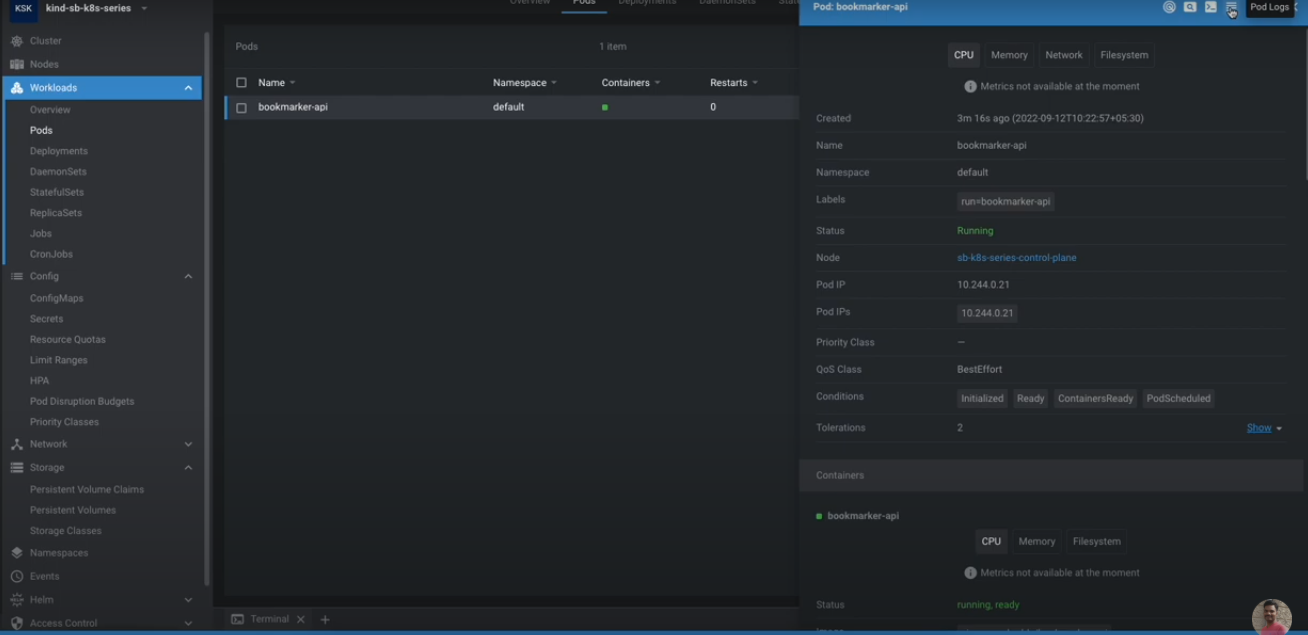 KSK kind-sb-k8s-series
Cluster
Nodes
Workloads
Overview
Pods
Deployments
DaemonSets
StatefulSets
ReplicaSets
Jobs
CronJobs
Config
ConfigMaps
Secrets
Resource Quotas
Limit Ranges
HPA
Pod Disruption Budgets
Priority Classes
Network
Storage
Persistent Volume Claims
Persistent Volumes
Storage Classes
Namespaces
Events
Helm
Access Control
Overview Pods Deployments DaemonSets
Pods 1 item
Name Namespace Containers Restarts
bookmarker-api default 0
Terminal
Pod: bookmarker-api Pod Logs
CPU Memory Network Filesystem
Metrics not available at the moment
Created 3m 16s ago (2022-09-12T10:22:57+05:30)
Name bookmarker-api
Namespace default
Labels run=bookmarker-api
Status Running
Node sb-k8s-series-control-plane
Pod IP 10.244.0.21
Pod IPs 10.244.0.21
Priority Class —
QoS Class BestEffort
Conditions Initialized Ready ContainersReady PodScheduled
Tolerations 2 Show
Containers
bookmarker-api
CPU Memory Filesystem
Metrics not available at the moment
Status running, ready